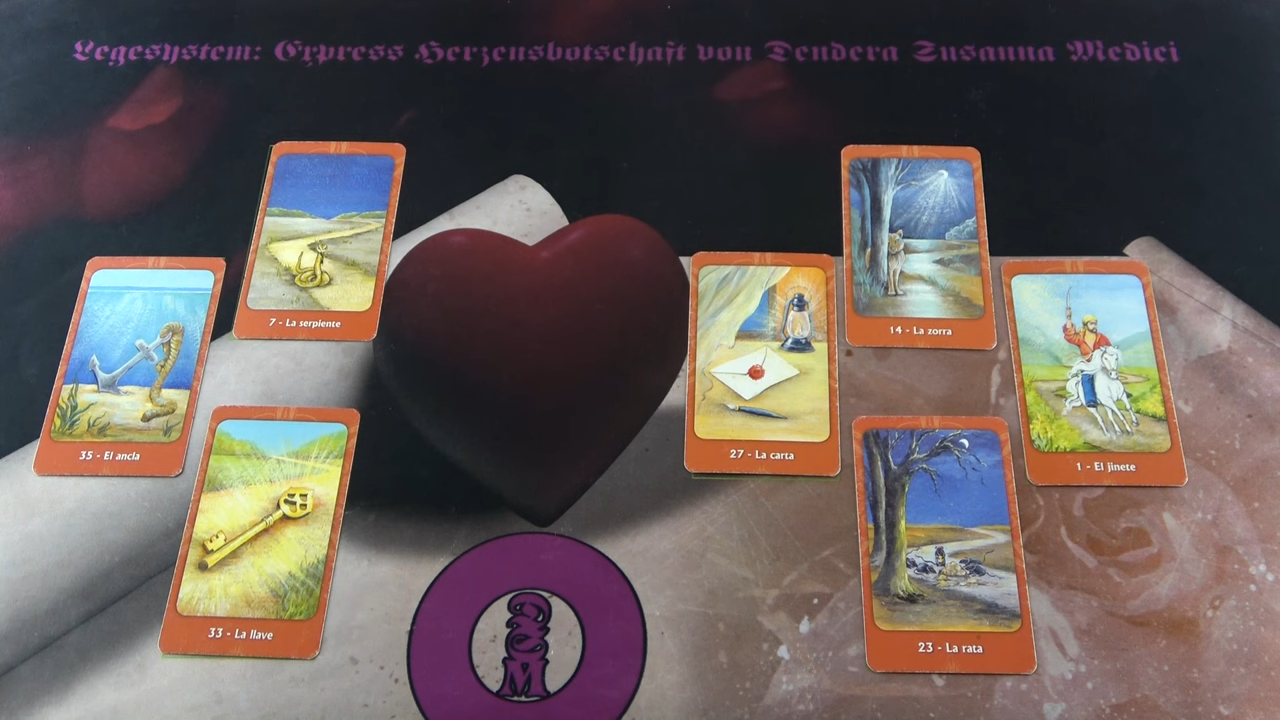 Legesystem: Express Herzensbotschaft von Dendera Susanna Medici
7 - La serpiente
14 - La zorra
35 - El ancla
27 - La carta
1 - El jinete
33 - La llave
23 - La rata
DSM